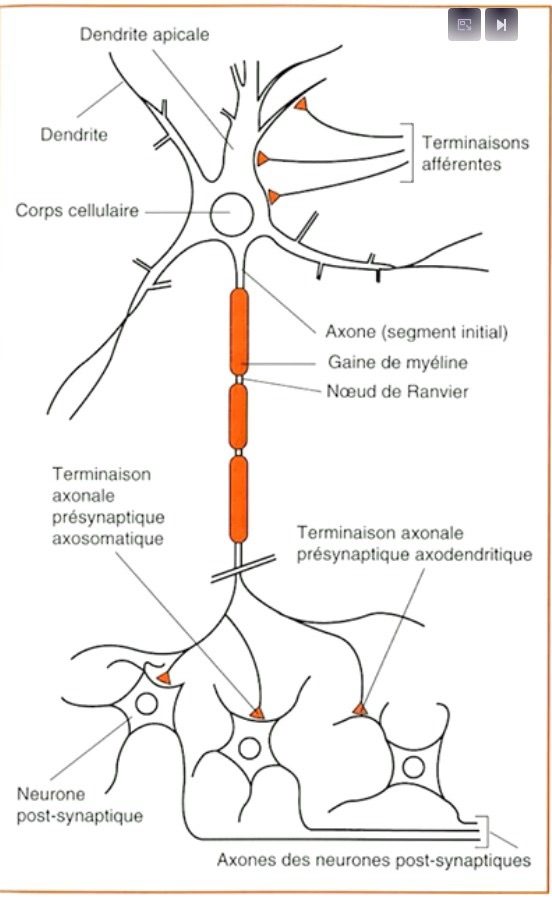 Dendrite apicale
Dendrite
Terminaisons
afférentes
Corps cellulaire
Axone (segment initial)
Gaine de myéline
Nœud de Ranvier
Terminaison
axonale
présynaptique
axosomatique
Terminaison axonale
présynaptique axodendritique
Neurone
post-synaptique
Axones des neurones post-synaptiques